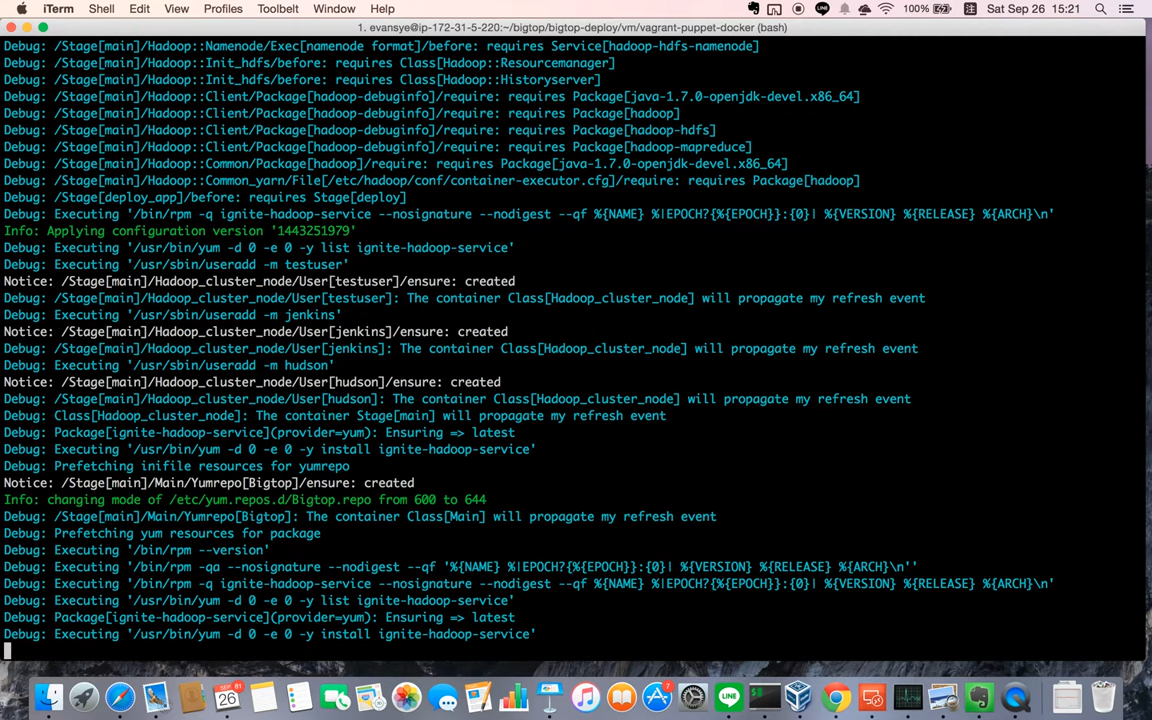 iTerm Shell Edit View Profiles Toolbelt Window Help 100% Sat Sep 26 15:21
1. evansye@ip-172-31-5-220:~/bigtop/bigtop-deploy/vm/vagrant-puppet-docker (bash)
Debug: /Stage[main]/Hadoop::Namenode/Exec[namenode format]/before: requires Service[hadoop-hdfs-namenode]
Debug: /Stage[main]/Hadoop::Init_hdfs/before: requires Class[Hadoop::Resourcemanager]
Debug: /Stage[main]/Hadoop::Init_hdfs/before: requires Class[Hadoop::Historyserver]
Debug: /Stage[main]/Hadoop::Client/Package[hadoop-debuginfo]/require: requires Package[java-1.7.0-openjdk-devel.x86_64]
Debug: /Stage[main]/Hadoop::Client/Package[hadoop-debuginfo]/require: requires Package[hadoop]
Debug: /Stage[main]/Hadoop::Client/Package[hadoop-debuginfo]/require: requires Package[hadoop-hdfs]
Debug: /Stage[main]/Hadoop::Client/Package[hadoop-debuginfo]/require: requires Package[hadoop-mapreduce]
Debug: /Stage[main]/Hadoop::Common/Package[hadoop]/require: requires Package[java-1.7.0-openjdk-devel.x86_64]
Debug: /Stage[main]/Hadoop::Common_yarn/File[/etc/hadoop/conf/container-executor.cfg]/require: requires Package[hadoop]
Debug: /Stage[deploy_app]/before: requires Stage[deploy]
Debug: Executing '/bin/rpm -q ignite-hadoop-service --nosignature --nodigest --qf %{NAME} %|EPOCH?{%{EPOCH}}:{0}| %{VERSION} %{RELEASE} %{ARCH}\n'
Info: Applying configuration version '1443251979'
Debug: Executing '/usr/bin/yum -d 0 -e 0 -y list ignite-hadoop-service'
Debug: Executing '/usr/sbin/useradd -m testuser'
Notice: /Stage[main]/Hadoop_cluster_node/User[testuser]/ensure: created
Debug: /Stage[main]/Hadoop_cluster_node/User[testuser]: The container Class[Hadoop_cluster_node] will propagate my refresh event
Debug: Executing '/usr/sbin/useradd -m jenkins'
Notice: /Stage[main]/Hadoop_cluster_node/User[jenkins]/ensure: created
Debug: /Stage[main]/Hadoop_cluster_node/User[jenkins]: The container Class[Hadoop_cluster_node] will propagate my refresh event
Debug: Executing '/usr/sbin/useradd -m hudson'
Notice: /Stage[main]/Hadoop_cluster_node/User[hudson]/ensure: created
Debug: /Stage[main]/Hadoop_cluster_node/User[hudson]: The container Class[Hadoop_cluster_node] will propagate my refresh event
Debug: Class[Hadoop_cluster_node]: The container Stage[main] will propagate my refresh event
Debug: Package[ignite-hadoop-service](provider=yum): Ensuring => latest
Debug: Executing '/usr/bin/yum -d 0 -e 0 -y install ignite-hadoop-service'
Debug: Prefetching inifile resources for yumrepo
Notice: /Stage[main]/Main/Yumrepo[Bigtop]/ensure: created
Info: changing mode of /etc/yum.repos.d/Bigtop.repo from 600 to 644
Debug: /Stage[main]/Main/Yumrepo[Bigtop]: The container Class[Main] will propagate my refresh event
Debug: Prefetching yum resources for package
Debug: Executing '/bin/rpm --version'
Debug: Executing '/bin/rpm -qa --nosignature --nodigest --qf '%{NAME} %|EPOCH?{%{EPOCH}}:{0}| %{VERSION} %{RELEASE} %{ARCH}\n''
Debug: Executing '/bin/rpm -q ignite-hadoop-service --nosignature --nodigest --qf %{NAME} %|EPOCH?{%{EPOCH}}:{0}| %{VERSION} %{RELEASE} %{ARCH}\n'
Debug: Executing '/usr/bin/yum -d 0 -e 0 -y list ignite-hadoop-service'
Debug: Package[ignite-hadoop-service](provider=yum): Ensuring => latest
Debug: Executing '/usr/bin/yum -d 0 -e 0 -y install ignite-hadoop-service'